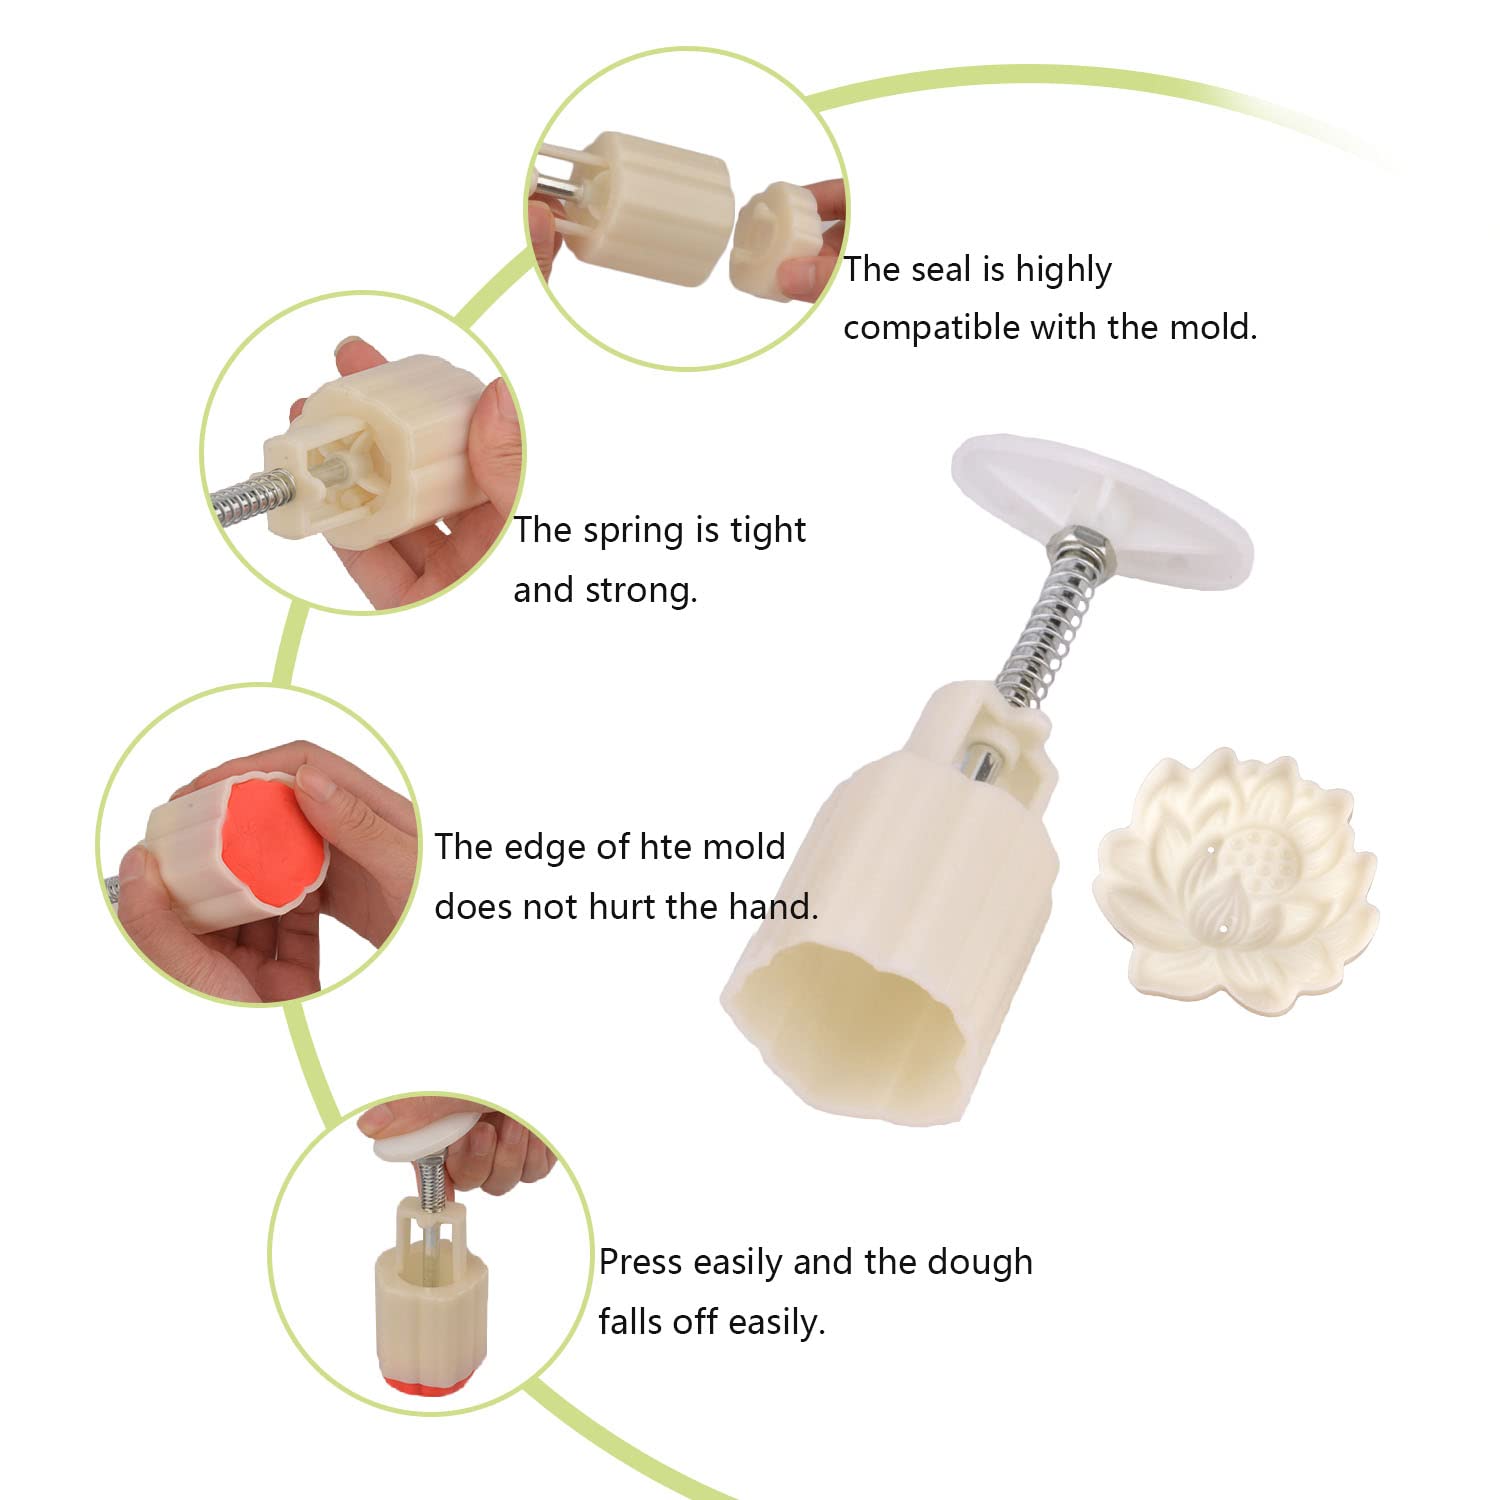 The seal is highly
compatible with the mold.
The spring is tight
and strong.
The edge of hte mold
does not hurt the hand.
Press easily and the dough
falls off easily.